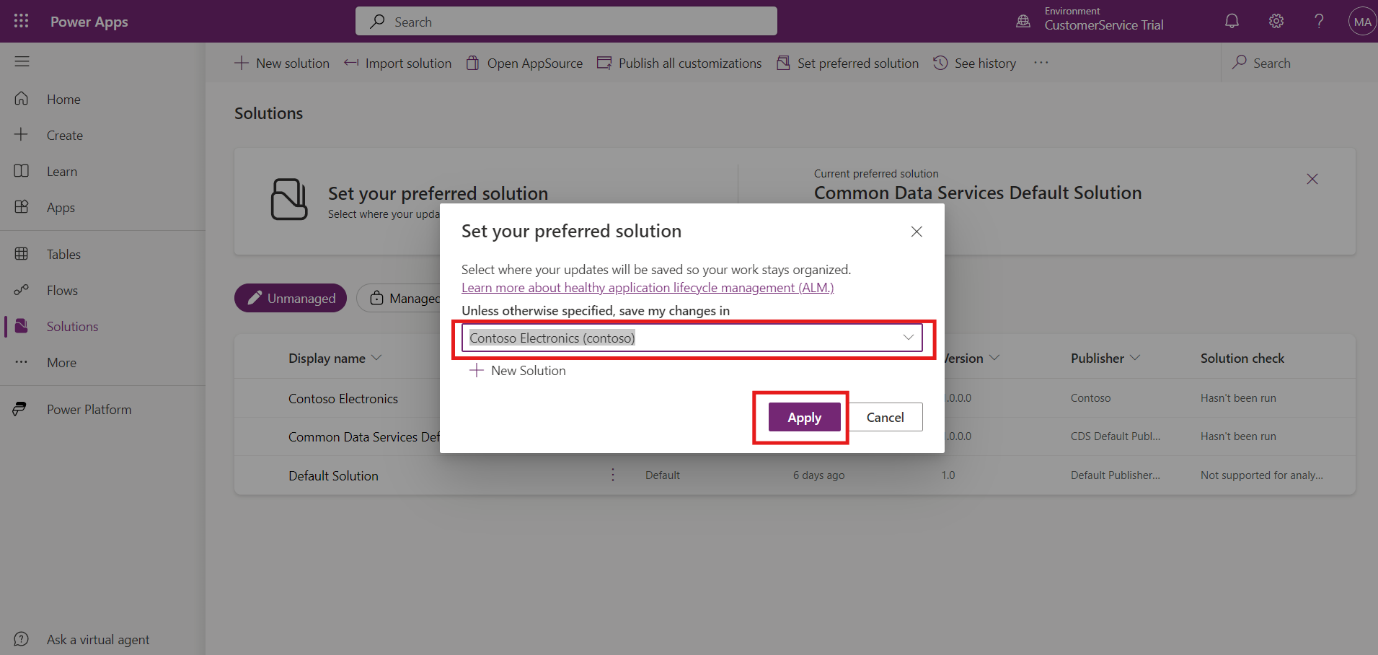 Power Apps
Search
Environment
CustomerService Trial
MA
New solution
Import solution
Open AppSource
Publish all customizations
Set preferred solution
See history
Search
Home
Create
Learn
Apps
Tables
Flows
Solutions
More
Power Platform
Ask a virtual agent
Solutions
Set your preferred solution
Select where your
Current preferred solution
Common Data Services Default Solution
Unmanaged
Managed
Display name
Version
Publisher
Solution check
Contoso Electronics
.0.0.0
Contoso
Hasn't been run
Common Data Services Def
.0.0.0
CDS Default Publ...
Hasn't been run
Default Solution
Default
6 days ago
1.0
Default Publisher...
Not supported for analy...
Set your preferred solution
Select where your updates will be saved so your work stays organized.
Learn more about healthy application lifecycle management (ALM.)
Unless otherwise specified, save my changes in
Contoso Electronics (contoso)
New Solution
Apply
Cancel